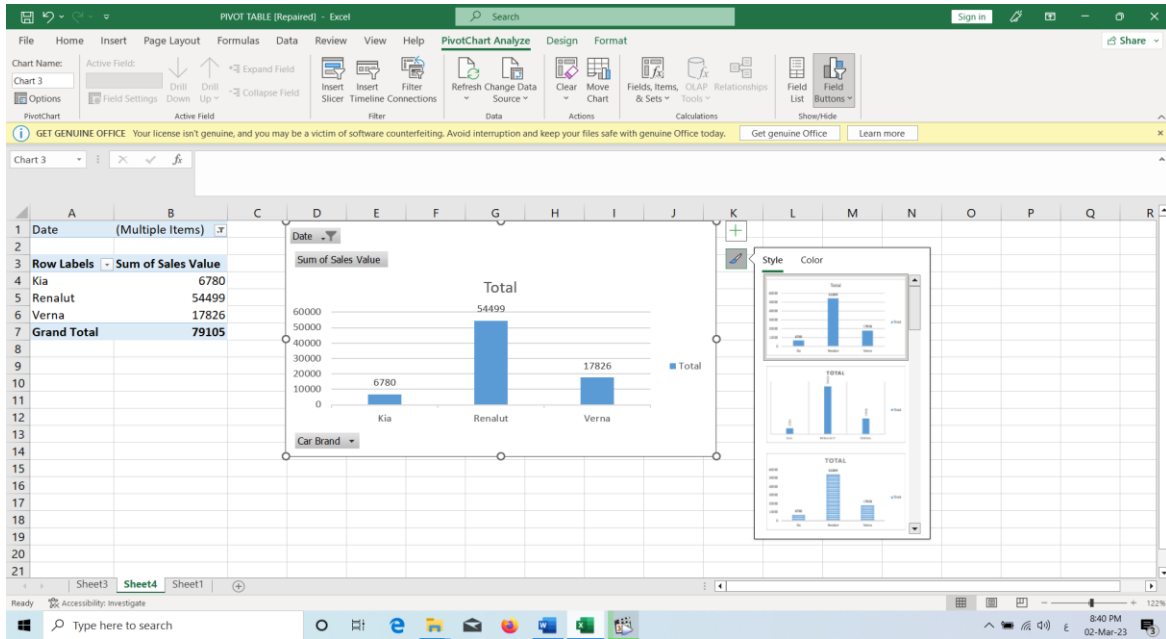 PIVOT TABLE [Repaired] - Excel
Search
Sign in
File Home Insert Page Layout Formulas Data Review View Help PivotChart Analyze Design Format
Share
Chart Name:
Chart 3
Options
PivotChart
Active Field:
Field Settings
Drill Down
Drill Up
Expand Field
Collapse Field
Active Field
Insert Slicer
Insert Timeline
Filter Connections
Filter
Refresh
Change Data Source
Data
Clear
Move Chart
Actions
Fields, Items, & Sets
OLAP Tools
Relationships
Calculations
Field List
Field Buttons
Show/Hide
GET GENUINE OFFICE Your license isn't genuine, and you may be a victim of software counterfeiting. Avoid interruption and keep your files safe with genuine Office today. Get genuine Office Learn more
Chart 3 fx
A B C D E F G H I J K L M N O P Q R
1 Date (Multiple Items)
2
3 Row Labels Sum of Sales Value
4 Kia 6780
5 Renalut 54499
6 Verna 17826
7 Grand Total 79105
8
9
10
11
12
13
14
15
16
17
18
19
20
21
Date
Sum of Sales Value
Total
60000
50000
40000
30000
20000
10000
0
6780
54499
17826
Kia Renalut Verna
Total
Car Brand
Style Color
Total
TOTAL
TOTAL
Sheet3 Sheet4 Sheet1
Ready Accessibility: Investigate
122%
Type here to search
ع
8:40 PM
02-Mar-23